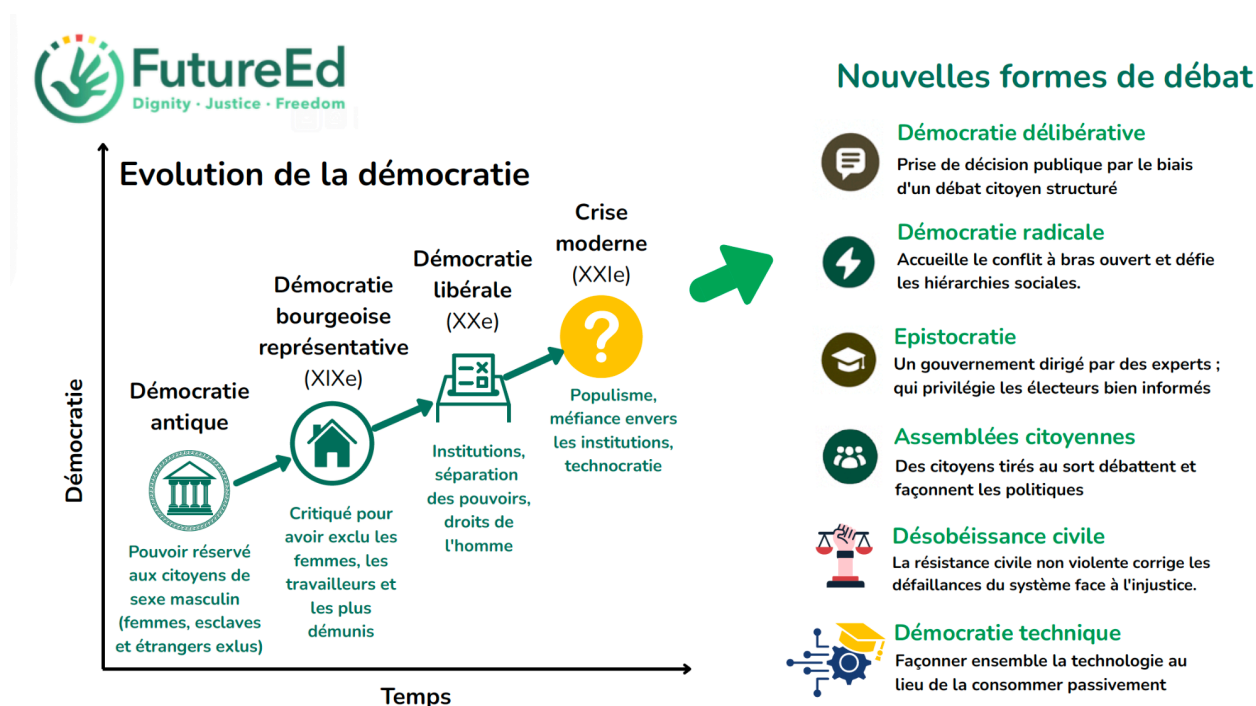 FutureEd
Dignity · Justice · Freedom
Evolution de la démocratie
Démocratie
Temps
Démocratie
antique
Pouvoir réservé
aux citoyens de
sexe masculin
(femmes, esclaves
et étrangers exlus)
Démocratie
bourgeoise
représentative
(XIXe)
Critiqué pour
avoir exclu les
femmes, les
travailleurs et
les plus
démunis
Démocratie
libérale
(XXe)
Institutions,
séparation
des pouvoirs,
droits de
l'homme
Crise
moderne
(XXIe)
?
Populisme,
méfiance envers
les institutions,
technocratie
Nouvelles formes de débat
Démocratie délibérative
Prise de décision publique par le biais
d'un débat citoyen structuré
Démocratie radicale
Accueille le conflit à bras ouvert et défie
les hiérarchies sociales.
Epistocratie
Un gouvernement dirigé par des experts ;
qui privilégie les électeurs bien informés
Assemblées citoyennes
Des citoyens tirés au sort débattent et
façonnent les politiques
Désobéissance civile
La résistance civile non violente corrige les
défaillances du système face à l'injustice.
Démocratie technique
Façonner ensemble la technologie au
lieu de la consommer passivement